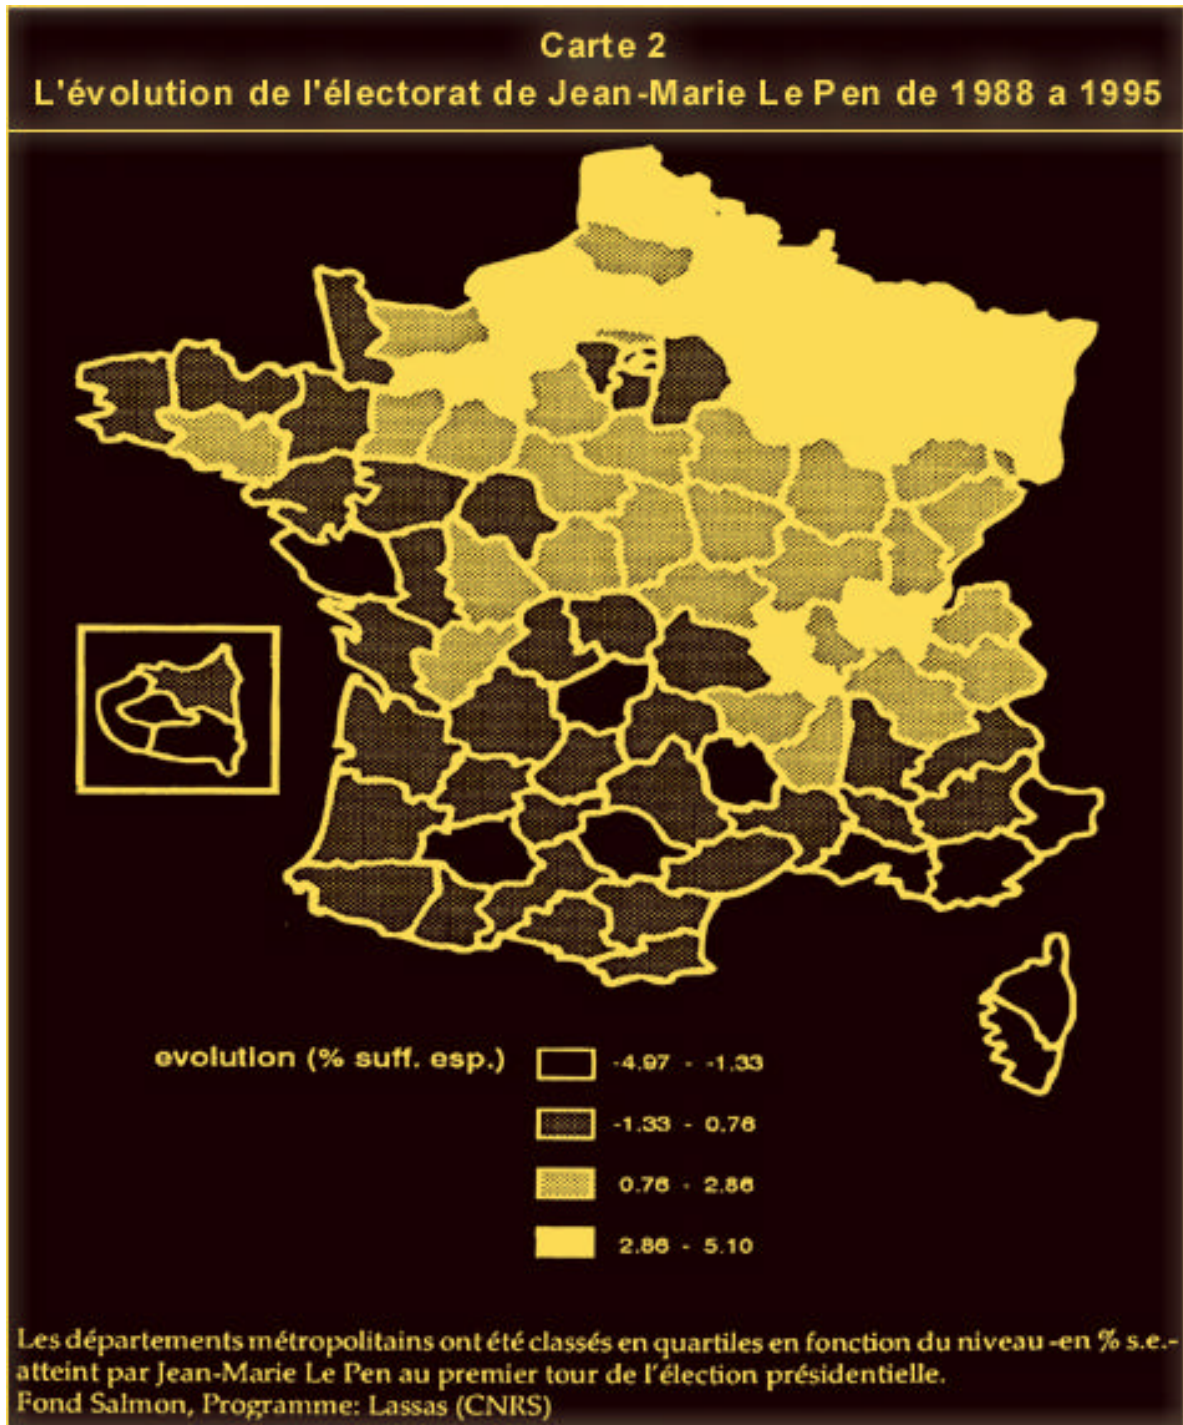 Carte 2
L'évolution de l'électorat de Jean-Marie Le Pen de 1988 a 1995
evolution (% suff. esp.)
-4.97 - -1.33
-1.33 - 0.76
0.76 - 2.86
2.86 - 5.10
Les départements métropolitains ont été classés en quartiles en fonction du niveau -en % s.e.-
atteint par Jean-Marie Le Pen au premier tour de l'élection présidentielle.
Fond Salmon, Programme: Lassas (CNRS)